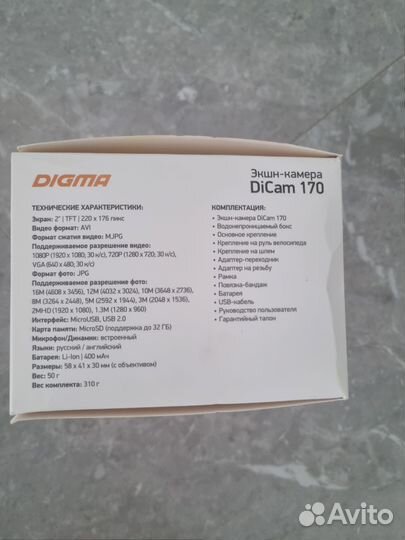 DIGMA
Экшн-камера
DiCam 170
ТЕХНИЧЕСКИЕ ХАРАКТЕРИСТИКИ:
Экран: 2" | TFT | 220 x 176 пикс
Видео формат: AVI
Формат сжатия видео: MJPG
Поддерживаемое разрешение видео:
1080P (1920 x 1080; 30 к/с), 720P (1280 x 720; 30 к/с),
VGA (640 x 480; 30 к/с)
Формат фото: JPG
Поддерживаемое разрешение фото:
16M (4608 x 3456), 12M (4032 x 3024), 10M (3648 x 2736),
8M (3264 x 2448), 5M (2592 x 1944), 3M (2048 x 1536),
2MHD (1920 x 1080), 1.3M (1280 x 960)
Интерфейс: MicroUSB, USB 2.0
Карта памяти: MicroSD (поддержка до 32 ГБ)
Микрофон/Динамик: встроенный
Языки: русский / английский
Батарея: Li-Ion | 400 мАч
Размеры: 58 x 41 x 30 мм (с объективом)
Вес: 50 г
Вес комплекта: 310 г
КОМПЛЕКТАЦИЯ:
• Экшн-камера DiCam 170
• Водонепроницаемый бокс
• Основное крепление
• Крепление на руль велосипеда
• Крепление на шлем
• Адаптер-переходник
• Адаптер на резьбу
• Рамка
• Повязка-бандаж
• Батарея
• USB-кабель
• Руководство пользователя
• Гарантийный талон
Avito